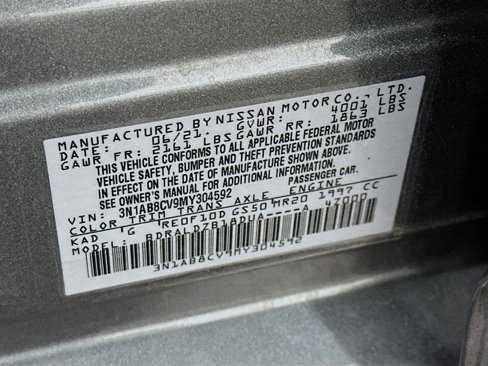 MANUFACTURED BY NISSAN MOTOR CO., LTD.
DATE: 06/21 GVWR: 4001 LBS
GAWR FR: 2161 LBS GAWR RR: 1863 LBS
THIS VEHICLE CONFORMS TO ALL APPLICABLE FEDERAL MOTOR
VEHICLE SAFETY, BUMPER AND THEFT PREVENTION STANDARDS
IN EFFECT ON THE DATE OF MANUFACTURE SHOWN ABOVE.
SEE OWNER'S MANUAL FOR ADDITIONAL INFORMATION.
VIN: 3N1AB8CV9MY304592 PASSENGER CAR.
COLOR TRIM TRANS AXLE ENGINE
KAD G RE0F10D GS50 MR20 1997 CC
BDRALDZB18DUA---A 47000
3N1AB8CV9MY304592